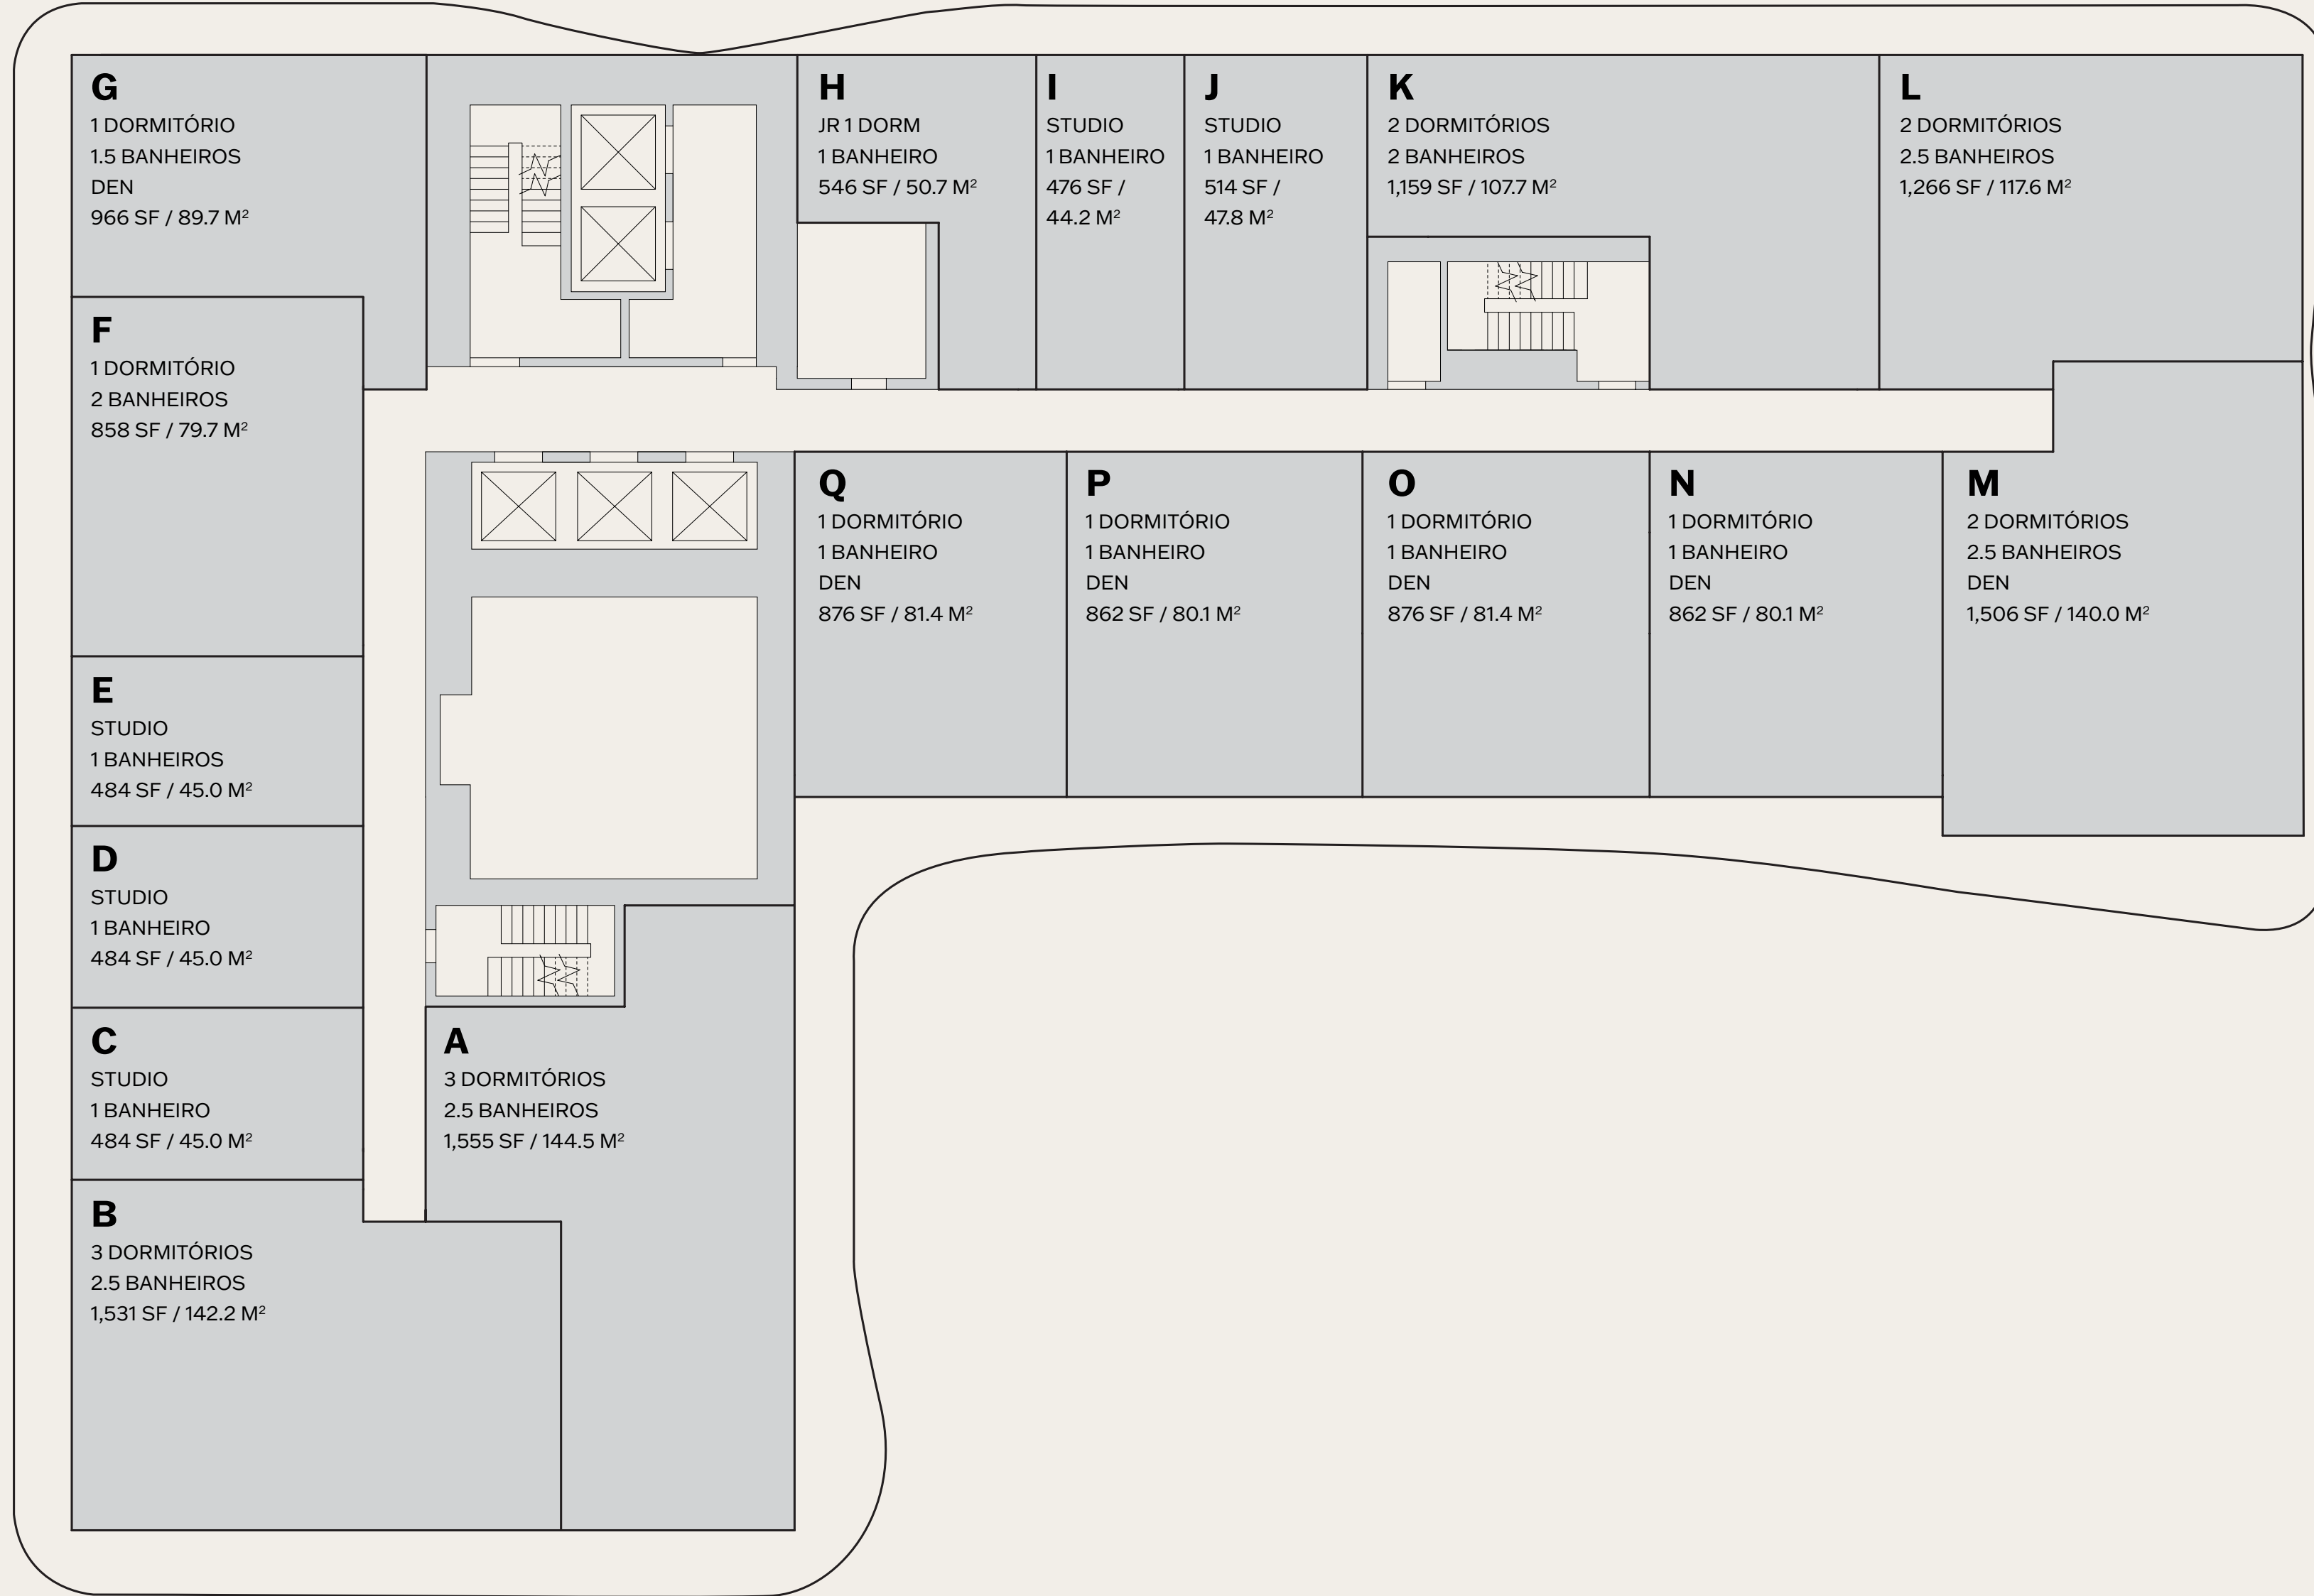 G
1 DORMITÓRIO
1.5 BANHEIROS
DEN
966 SF / 89.7 M²
H
JR 1 DORM
1 BANHEIRO
546 SF / 50.7 M²
I
STUDIO
1 BANHEIRO
476 SF /
44.2 M²
J
STUDIO
1 BANHEIRO
514 SF /
47.8 M²
K
2 DORMITÓRIOS
2 BANHEIROS
1,159 SF / 107.7 M²
L
2 DORMITÓRIOS
2.5 BANHEIROS
1,266 SF / 117.6 M²
F
1 DORMITÓRIO
2 BANHEIROS
858 SF / 79.7 M²
Q
1 DORMITÓRIO
1 BANHEIRO
DEN
876 SF / 81.4 M²
P
1 DORMITÓRIO
1 BANHEIRO
DEN
862 SF / 80.1 M²
O
1 DORMITÓRIO
1 BANHEIRO
DEN
876 SF / 81.4 M²
N
1 DORMITÓRIO
1 BANHEIRO
DEN
862 SF / 80.1 M²
M
2 DORMITÓRIOS
2.5 BANHEIROS
DEN
1,506 SF / 140.0 M²
E
STUDIO
1 BANHEIROS
484 SF / 45.0 M²
D
STUDIO
1 BANHEIRO
484 SF / 45.0 M²
C
STUDIO
1 BANHEIRO
484 SF / 45.0 M²
A
3 DORMITÓRIOS
2.5 BANHEIROS
1,555 SF / 144.5 M²
B
3 DORMITÓRIOS
2.5 BANHEIROS
1,531 SF / 142.2 M²